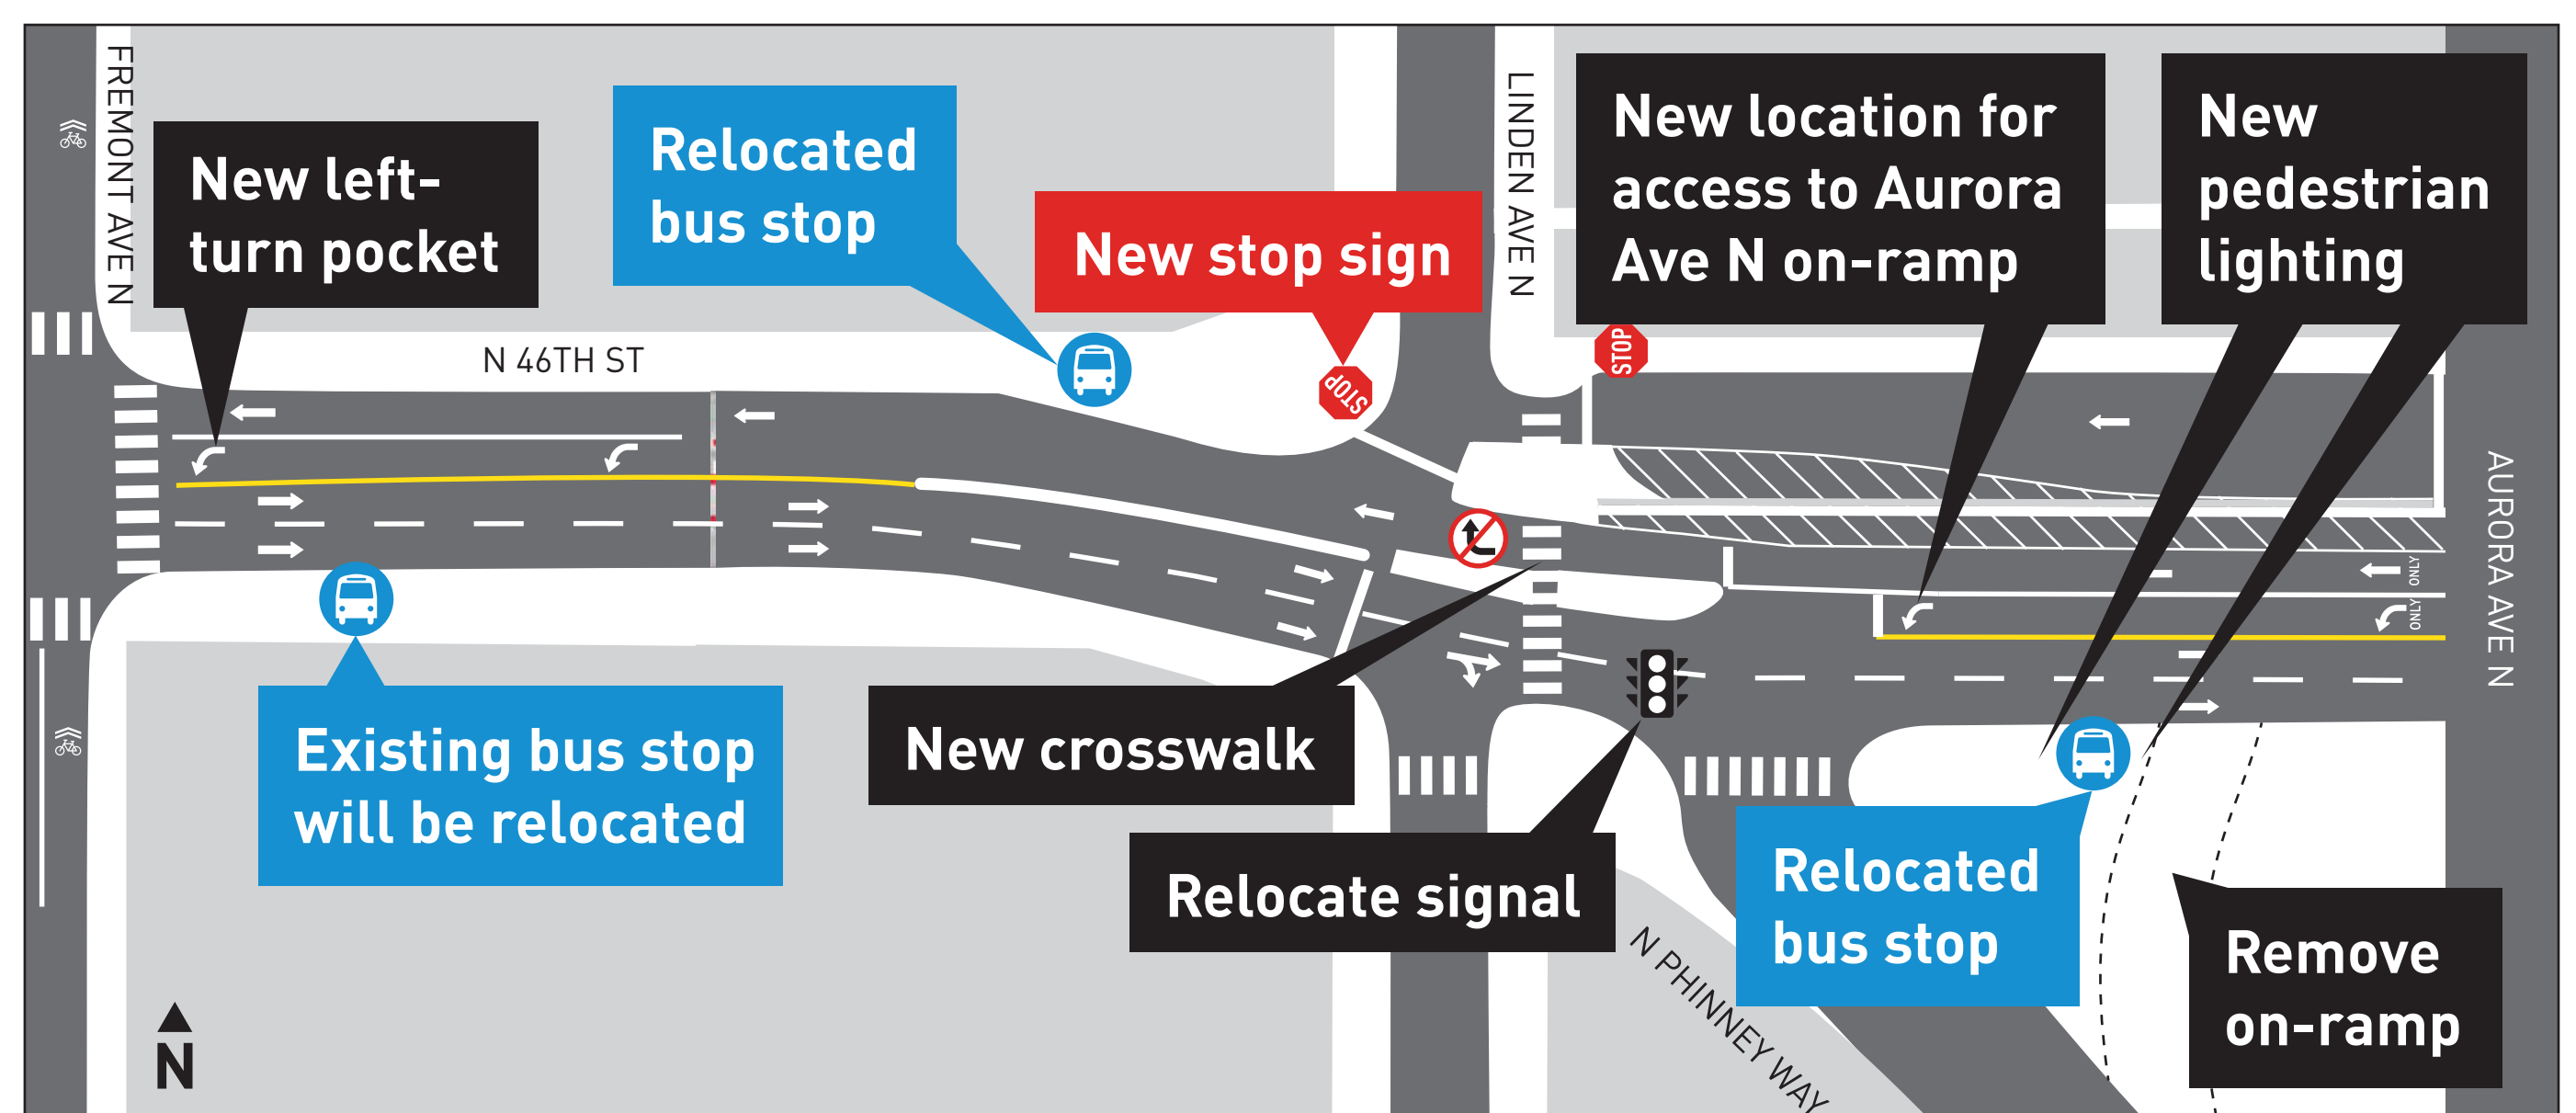 FREMONT AVE N
New left-
turn pocket
Relocated
bus stop
New stop sign
STOP
LINDEN AVE N
New location for
access to Aurora
Ave N on-ramp
New
pedestrian
lighting
STOP
N 46TH ST
ONLY
ONLY
AURORA AVE N
Existing bus stop
will be relocated
New crosswalk
Relocate signal
Relocated
bus stop
Remove
on-ramp
N PHINNEY WAY
N